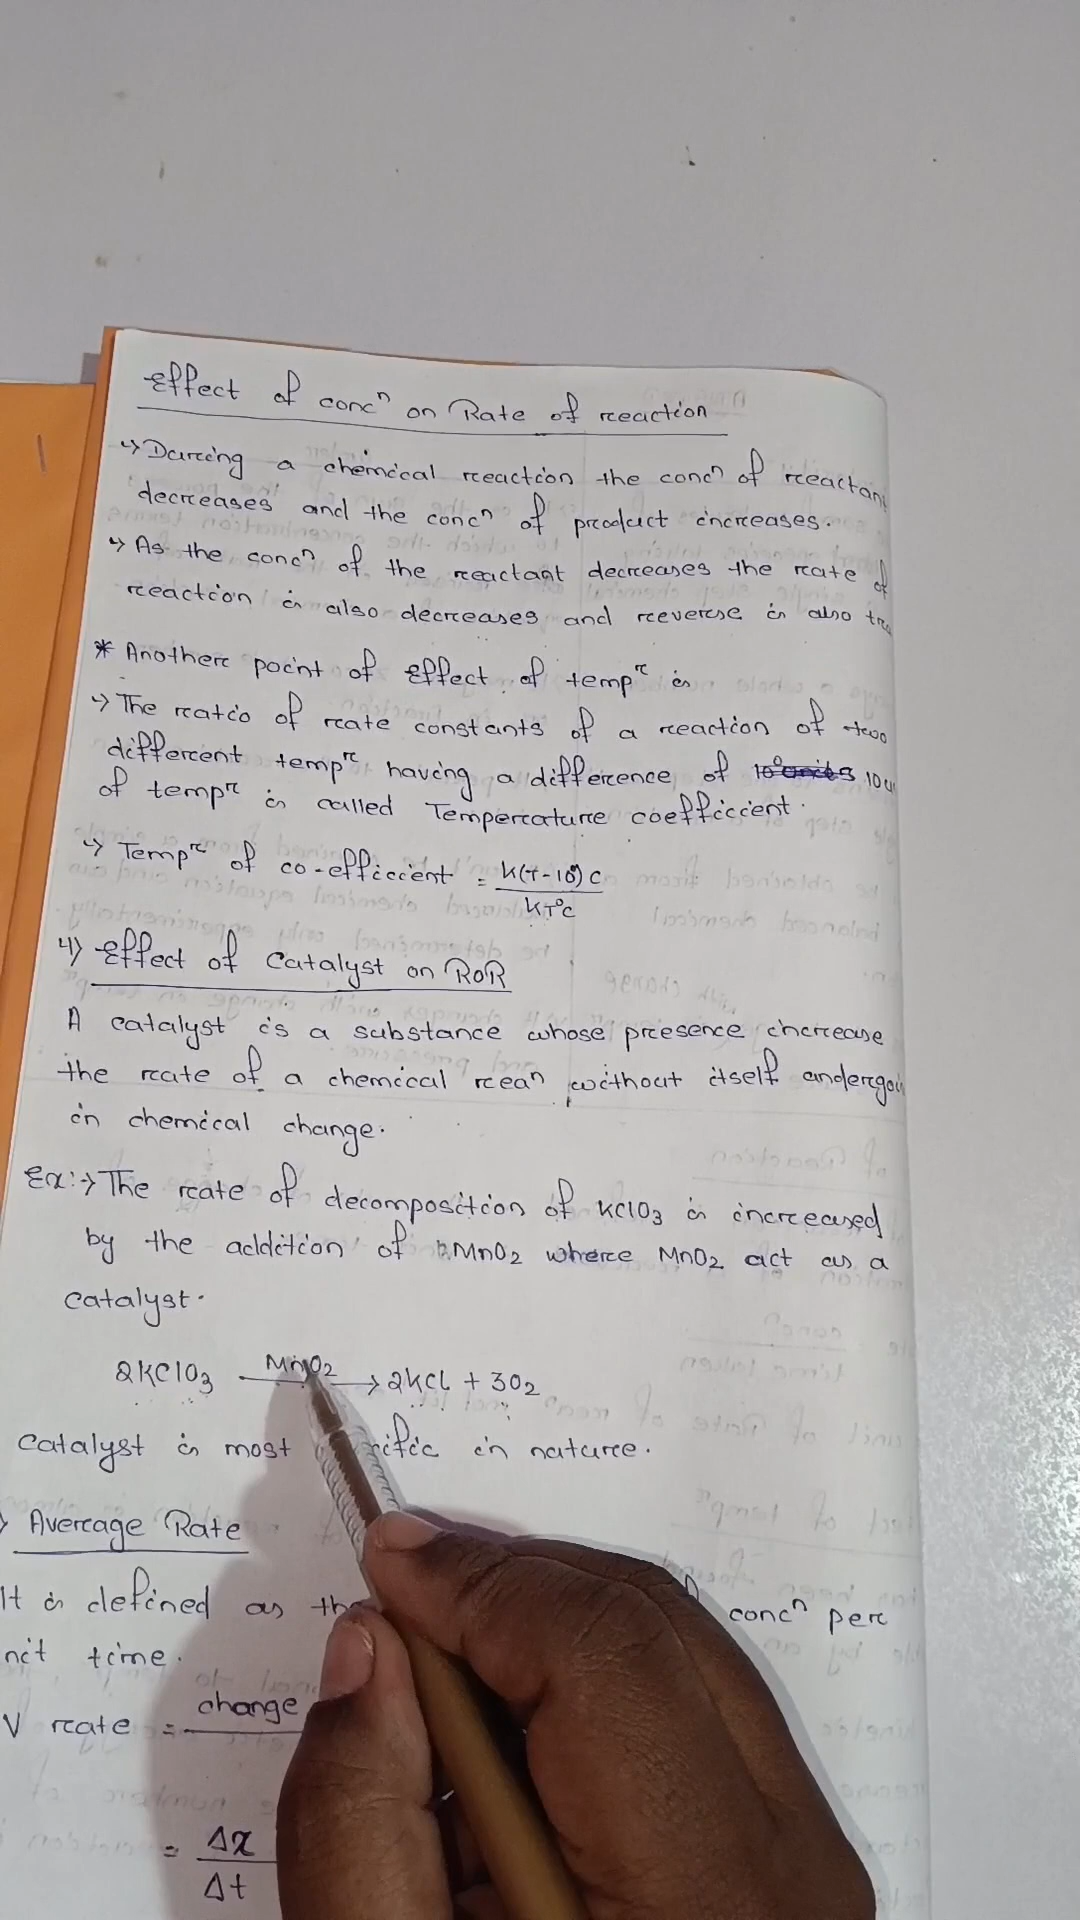 Effect of concⁿ on Rate of reaction
↳ During a chemical reaction the concⁿ of reactant
decreases and the concⁿ of product increases.
↳ As the concⁿ of the reactant decreases the rate of
reaction is also decreases and reverse is also
* Another point of Effect of tempʳ is
↳ The ratio of rate constants of a reaction of two
different tempʳ having a difference of 10
of tempʳ is called Temperature coefficient.
↳ Tempʳ of co-efficient = K(T-10°)C / KT°C
4) Effect of Catalyst on ROR
A catalyst is a substance whose presence increase
the rate of a chemical reaⁿ without itself undergoi
in chemical change.
Ex:→ The rate of decomposition of KClO₃ is increased
by the addition of MnO₂ where MnO₂ act as a
catalyst.
2KClO₃ —MnO₂→ 2KCl + 3O₂
Catalyst is most in nature.
Average Rate
It is defined as concⁿ per
time.
rate = change
= Δx / Δt